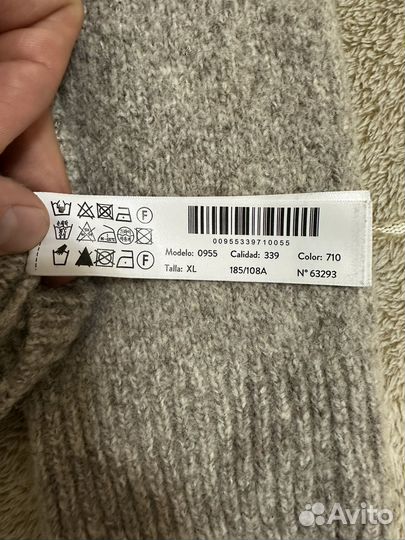 00955339710055
Modelo: 0955 Calidad: 339 Color: 710
Talla: XL 185/108A N° 63293
F
F
Avito